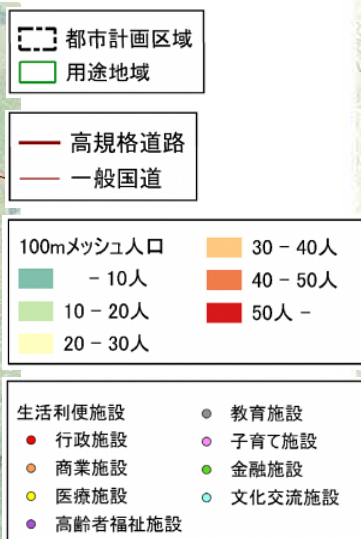 都市計画区域
用途地域
高規格道路
一般国道
100mメッシュ人口
- 10人
10 - 20人
20 - 30人
30 - 40人
40 - 50人
50人 -
生活利便施設
行政施設
商業施設
医療施設
高齢者福祉施設
教育施設
子育て施設
金融施設
文化交流施設